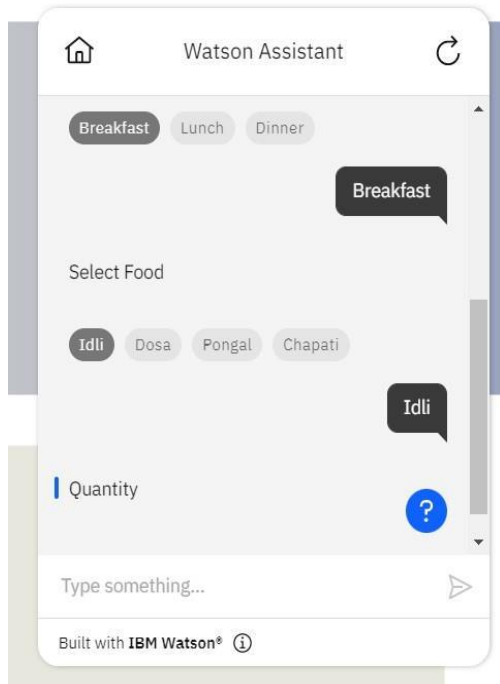 Watson Assistant
Breakfast Lunch Dinner
Breakfast
Select Food
Idli Dosa Pongal Chapati
Idli
Quantity
?
Type something...
Built with IBM Watson®